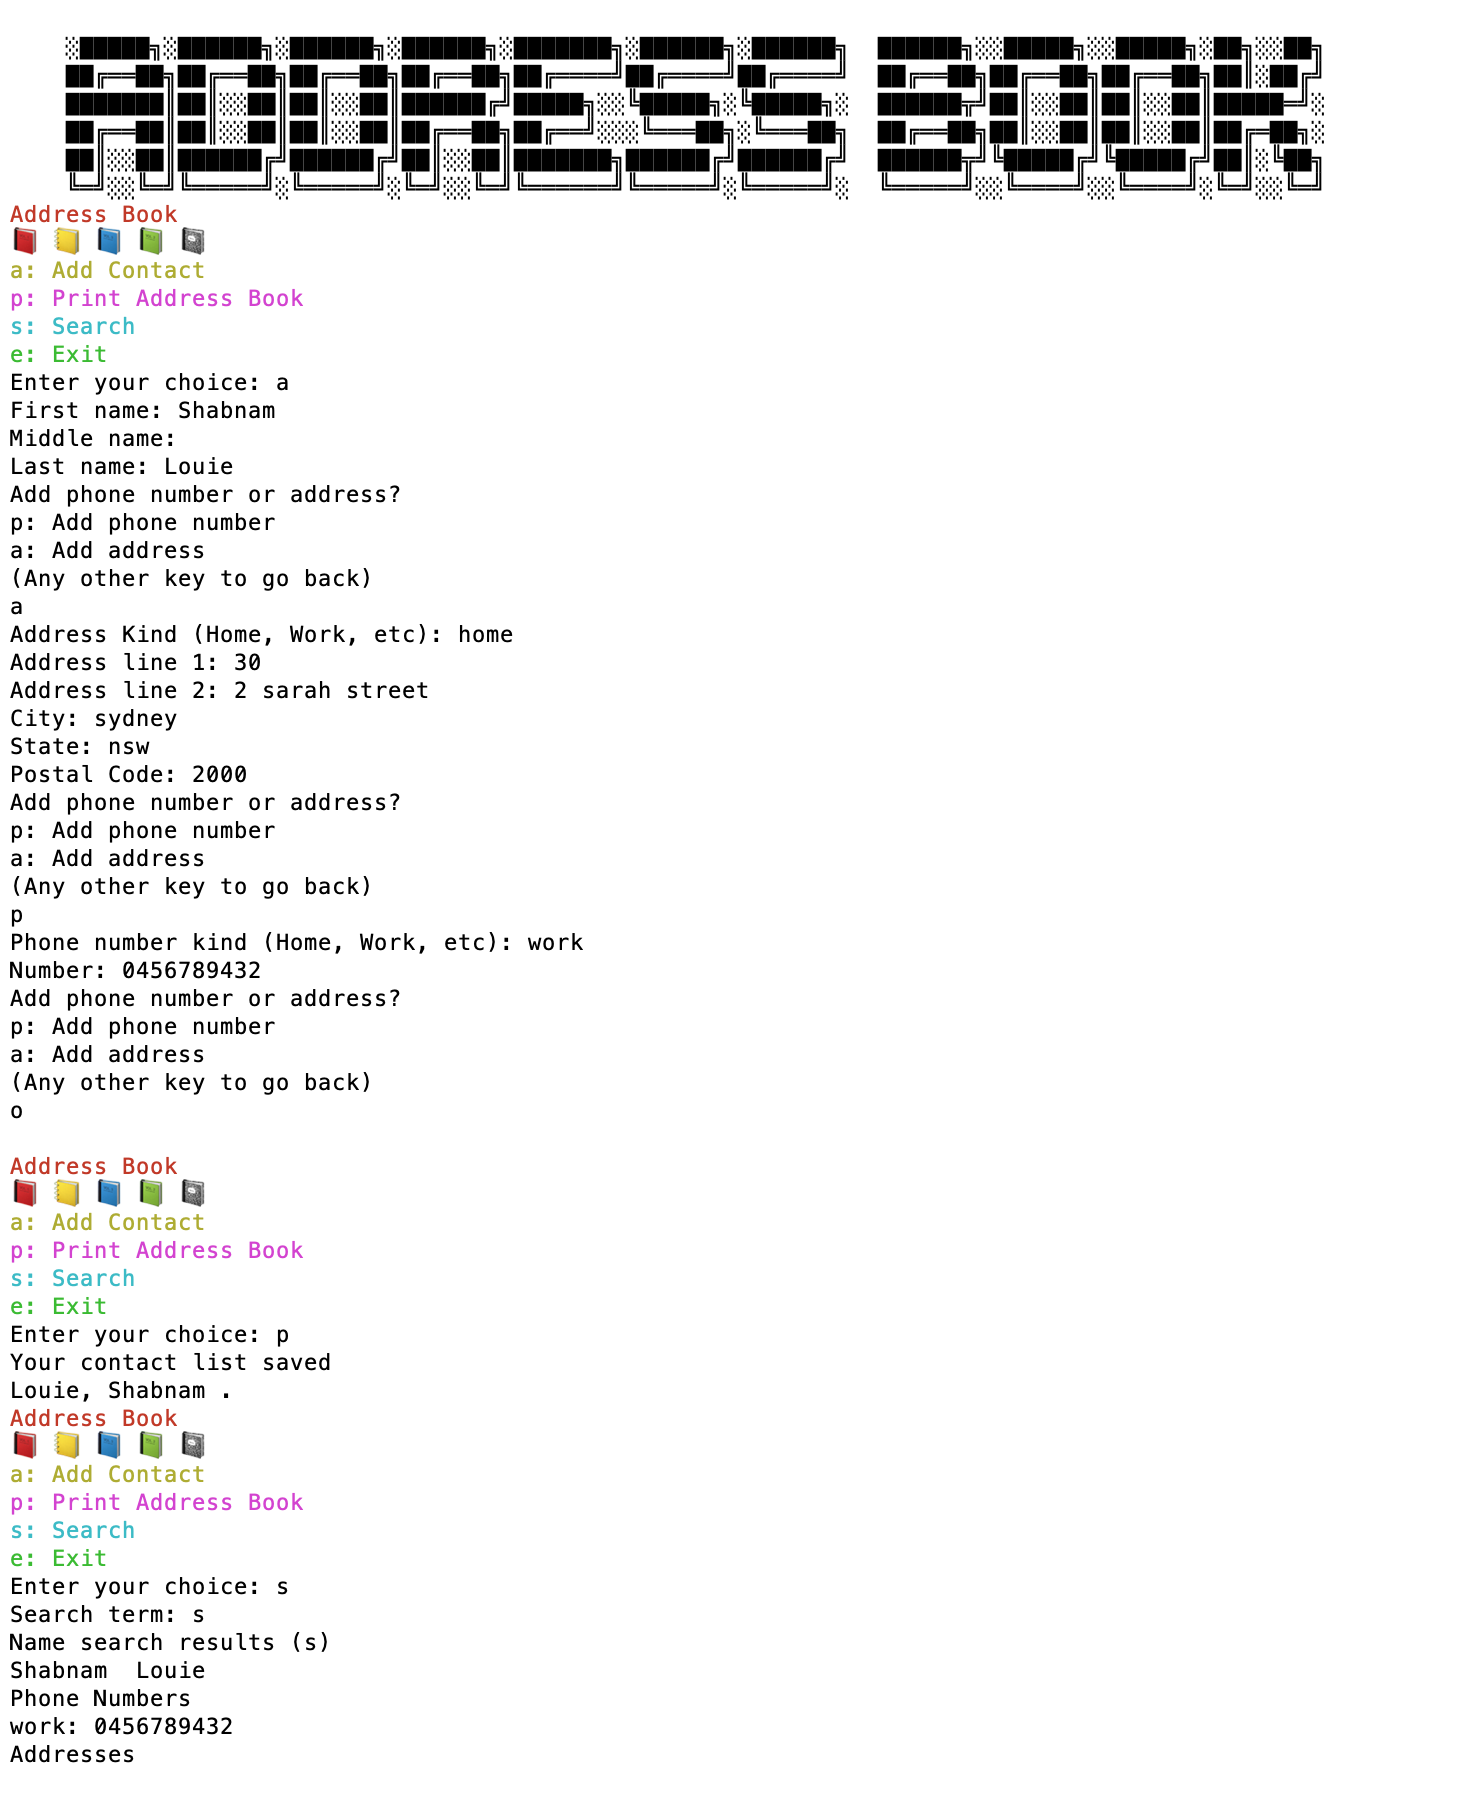 ADDRESS BOOK
Address Book
a: Add Contact
p: Print Address Book
s: Search
e: Exit
Enter your choice: a
First name: Shabnam
Middle name:
Last name: Louie
Add phone number or address?
p: Add phone number
a: Add address
(Any other key to go back)
a
Address Kind (Home, Work, etc): home
Address line 1: 30
Address line 2: 2 sarah street
City: sydney
State: nsw
Postal Code: 2000
Add phone number or address?
p: Add phone number
a: Add address
(Any other key to go back)
p
Phone number kind (Home, Work, etc): work
Number: 0456789432
Add phone number or address?
p: Add phone number
a: Add address
(Any other key to go back)
o
Address Book
a: Add Contact
p: Print Address Book
s: Search
e: Exit
Enter your choice: p
Your contact list saved
Louie, Shabnam .
Address Book
a: Add Contact
p: Print Address Book
s: Search
e: Exit
Enter your choice: s
Search term: s
Name search results (s)
Shabnam  Louie
Phone Numbers
work: 0456789432
Addresses